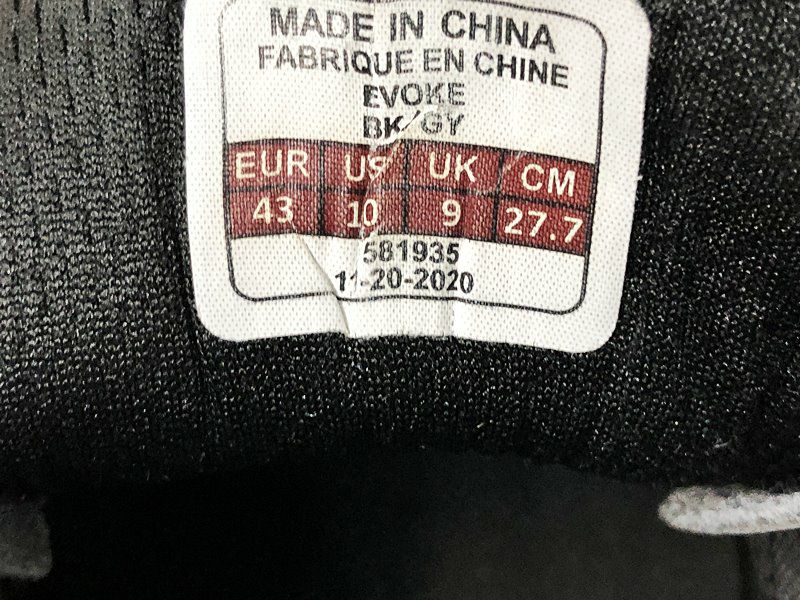 MADE IN CHINA
FABRIQUE EN CHINE
EVOKE
BK/GY
EUR US UK CM
43 10 9 27.7
581935
11-20-2020